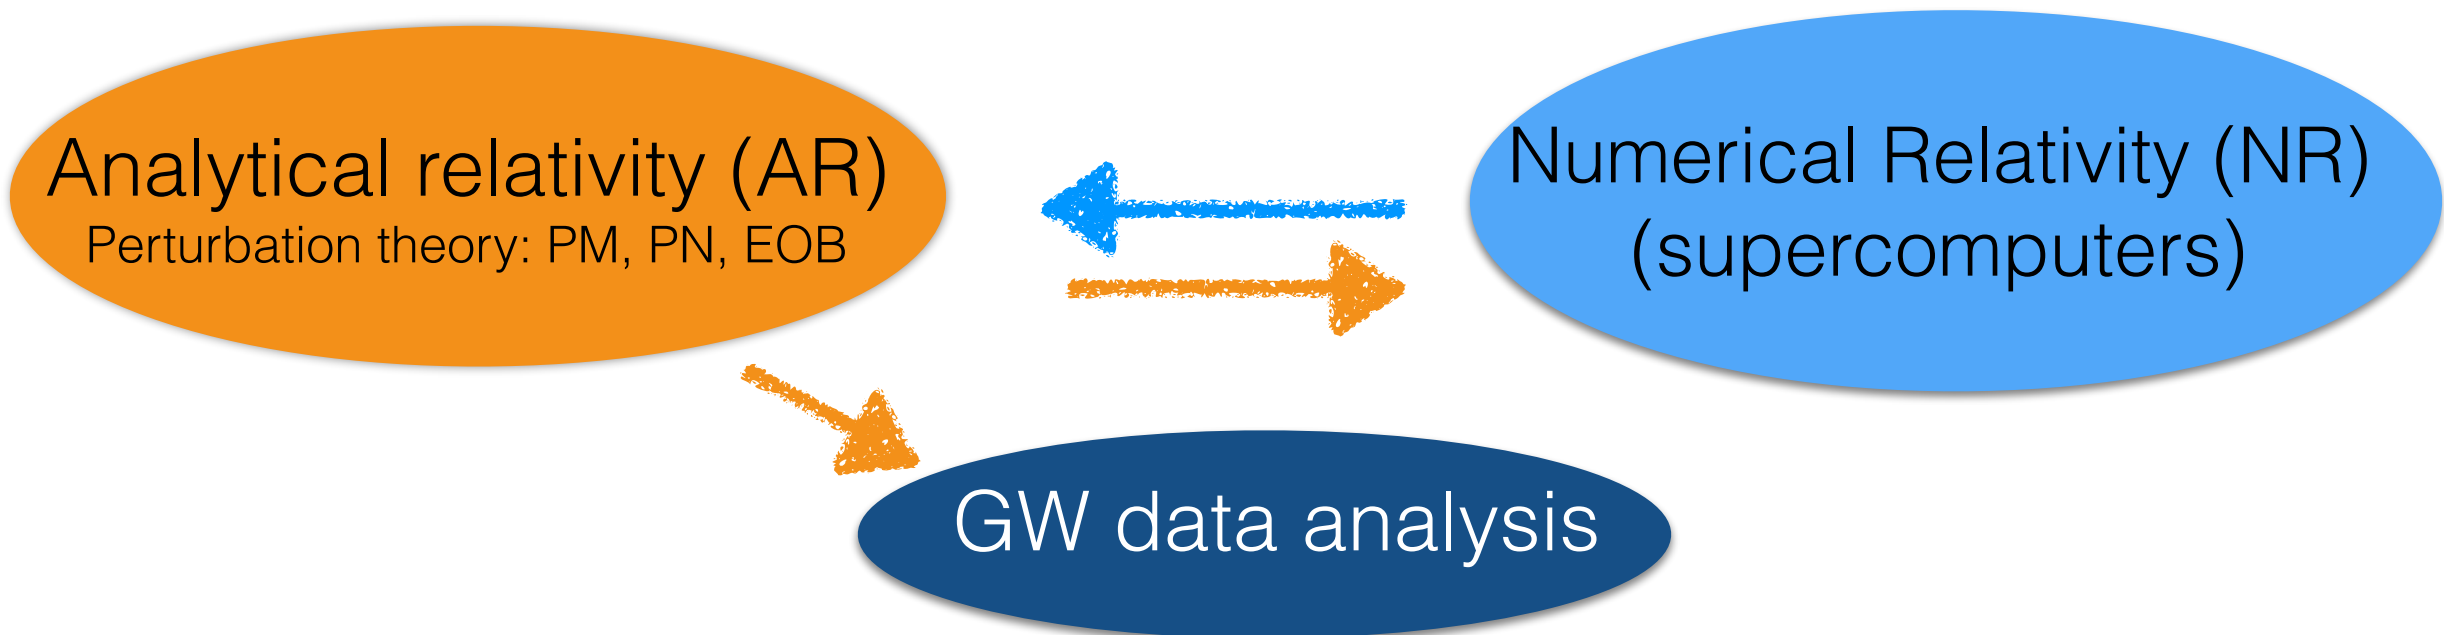 Analytical relativity (AR)
Perturbation theory: PM, PN, EOB
Numerical Relativity (NR)
(supercomputers)
GW data analysis